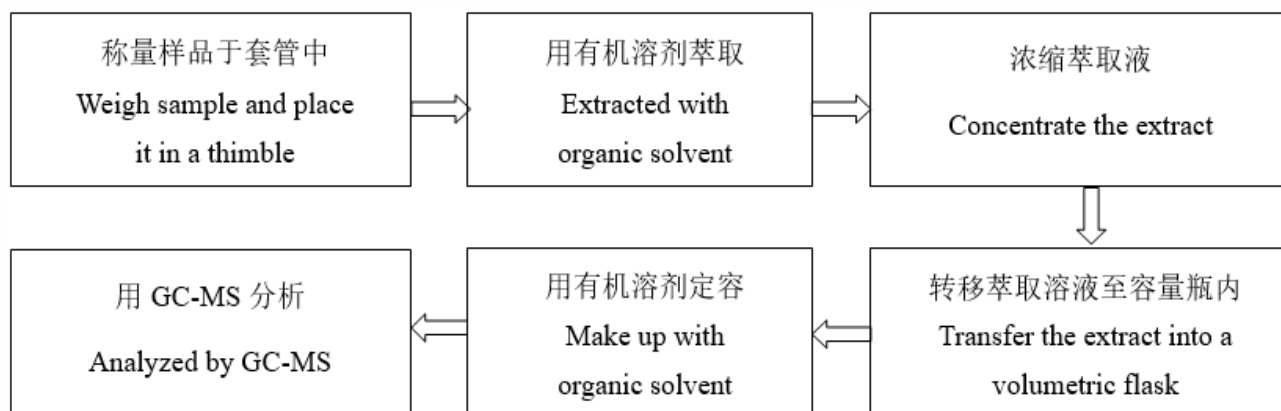 称量样品于套管中
Weigh sample and place
it in a thimble
用有机溶剂萃取
Extracted with
organic solvent
浓缩萃取液
Concentrate the extract
转移萃取溶液至容量瓶内
Transfer the extract into a
volumetric flask
用有机溶剂定容
Make up with
organic solvent
用 GC-MS 分析
Analyzed by GC-MS